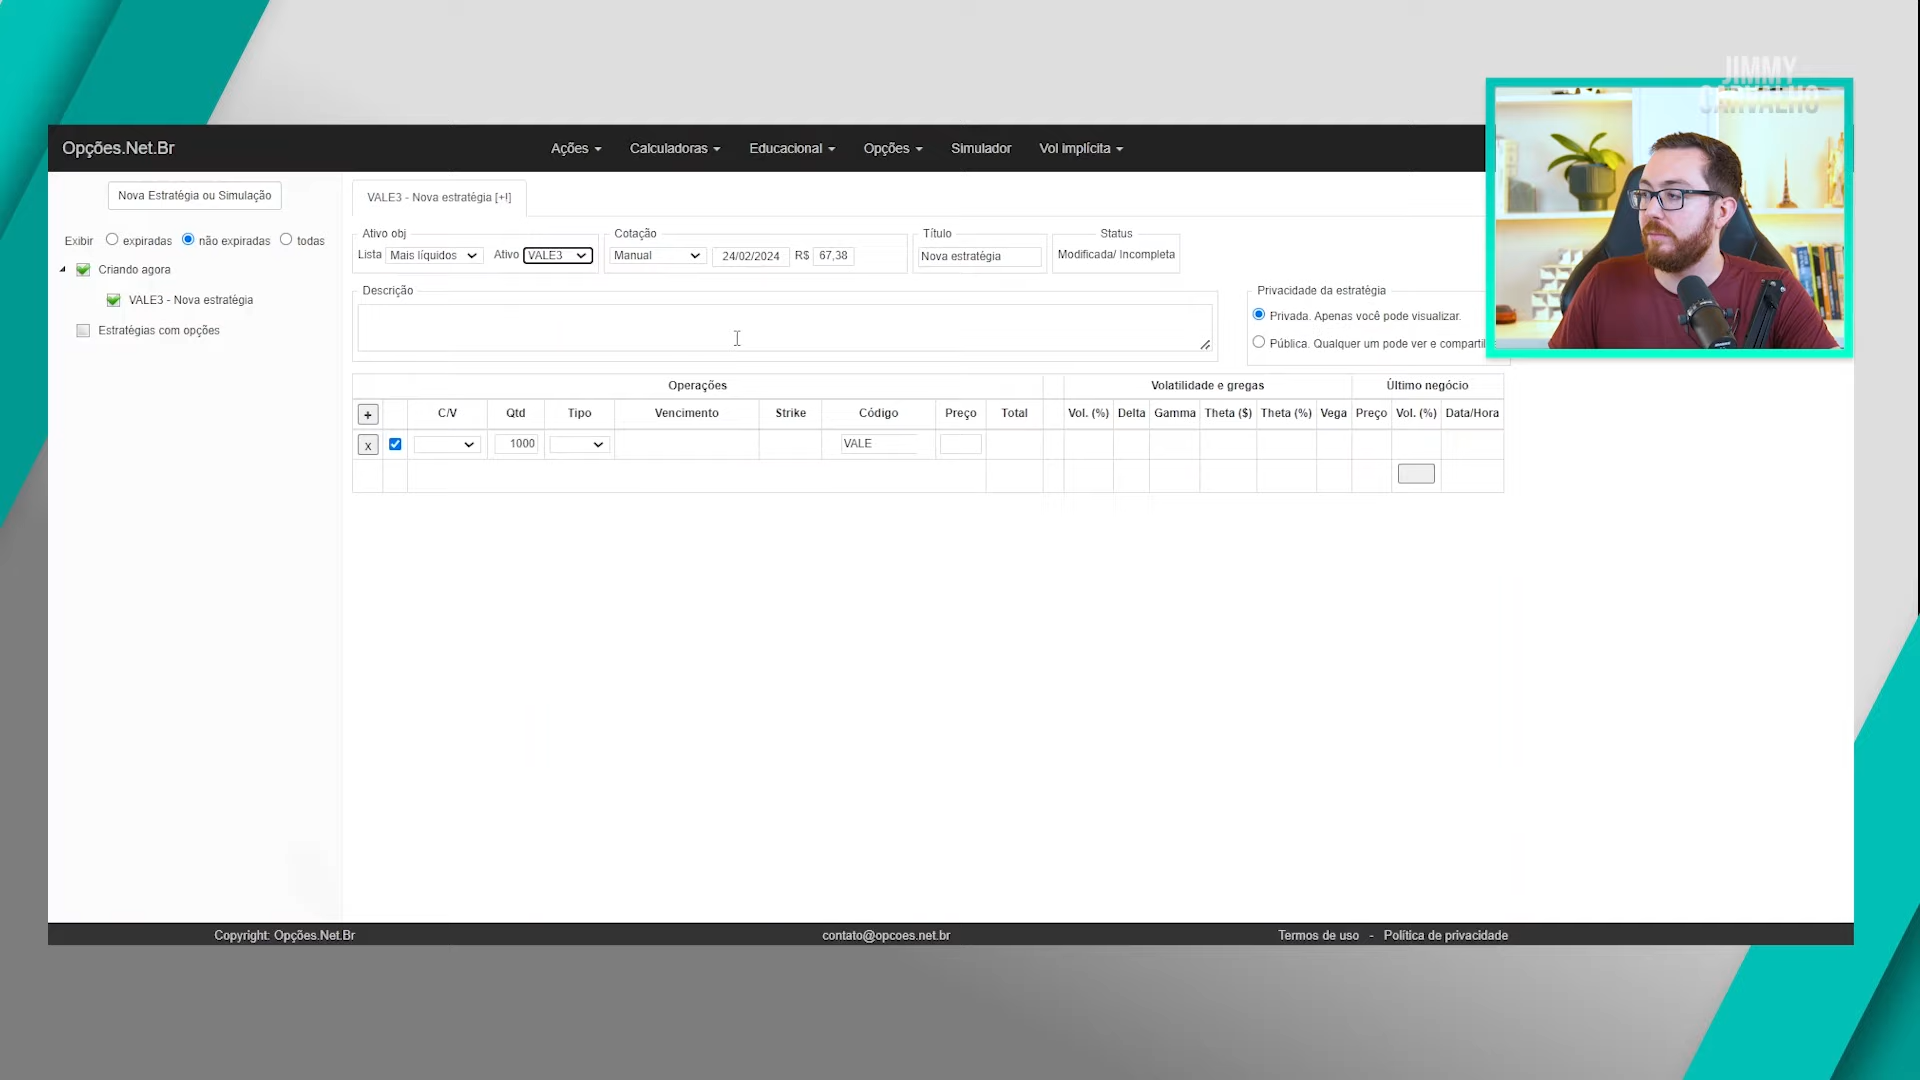 JIMMY
CARVALHO
Opções.Net.Br
Ações
Calculadoras
Educacional
Opções
Simulador
Vol implícita
Nova Estratégia ou Simulação
Exibir
expiradas
não expiradas
todas
Criando agora
VALE3 - Nova estratégia
Estratégias com opções
VALE3 - Nova estratégia [+!]
Ativo obj
Lista Mais líquidos Ativo VALE3
Cotação
Manual 24/02/2024 R$ 67,38
Título
Nova estratégia
Status
Modificada/ Incompleta
Descrição
Privacidade da estratégia
Privada. Apenas você pode visualizar.
Pública. Qualquer um pode ver e compartil
Operações Volatilidade e gregas Último negócio
+ C/V Qtd Tipo Vencimento Strike Código Preço Total Vol. (%) Delta Gamma Theta ($) Theta (%) Vega Preço Vol. (%) Data/Hora
x 1000 VALE
Copyright: Opções.Net.Br
contato@opcoes.net.br
Termos de uso - Política de privacidade